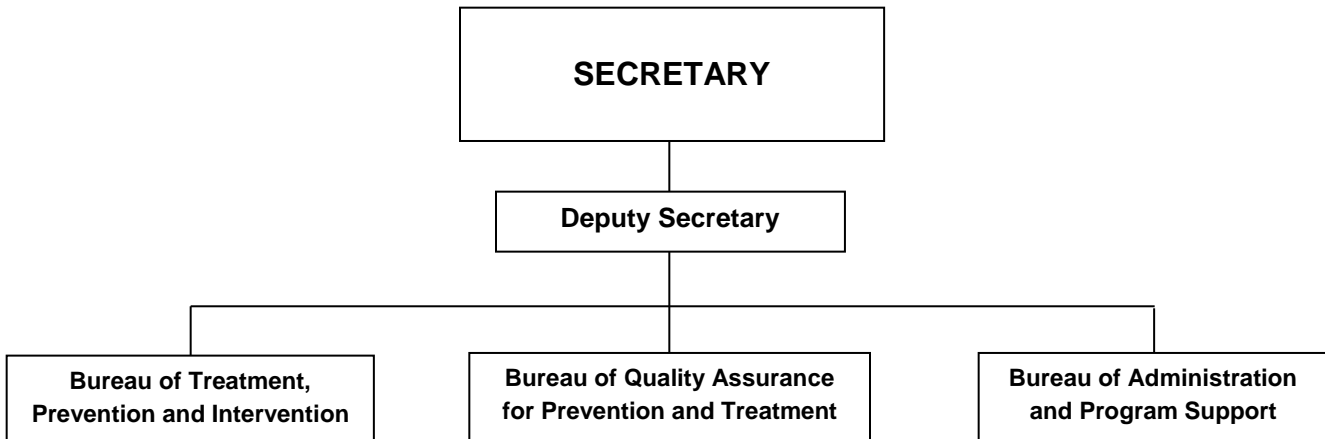 SECRETARY
Deputy Secretary
Bureau of Treatment,
Prevention and Intervention
Bureau of Quality Assurance
for Prevention and Treatment
Bureau of Administration
and Program Support